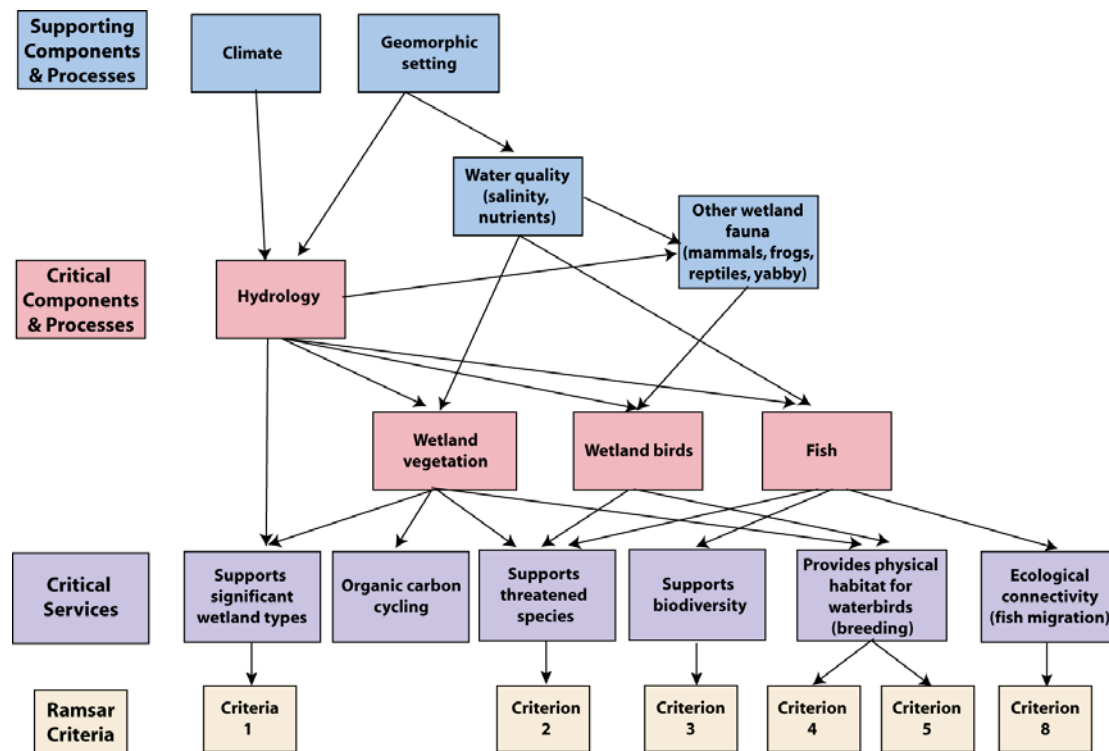 Supporting
Components
& Processes
Climate
Geomorphic
setting
Water quality
(salinity,
nutrients)
Other wetland
fauna
(mammals, frogs,
reptiles, yabby)
Critical
Components
& Processes
Hydrology
Wetland
vegetation
Wetland birds
Fish
Critical
Services
Supports
significant
wetland types
Organic carbon
cycling
Supports
threatened
species
Supports
biodiversity
Provides physical
habitat for
waterbirds
(breeding)
Ecological
connectivity
(fish migration)
Ramsar
Criteria
Criteria
1
Criterion
2
Criterion
3
Criterion
4
Criterion
5
Criterion
8